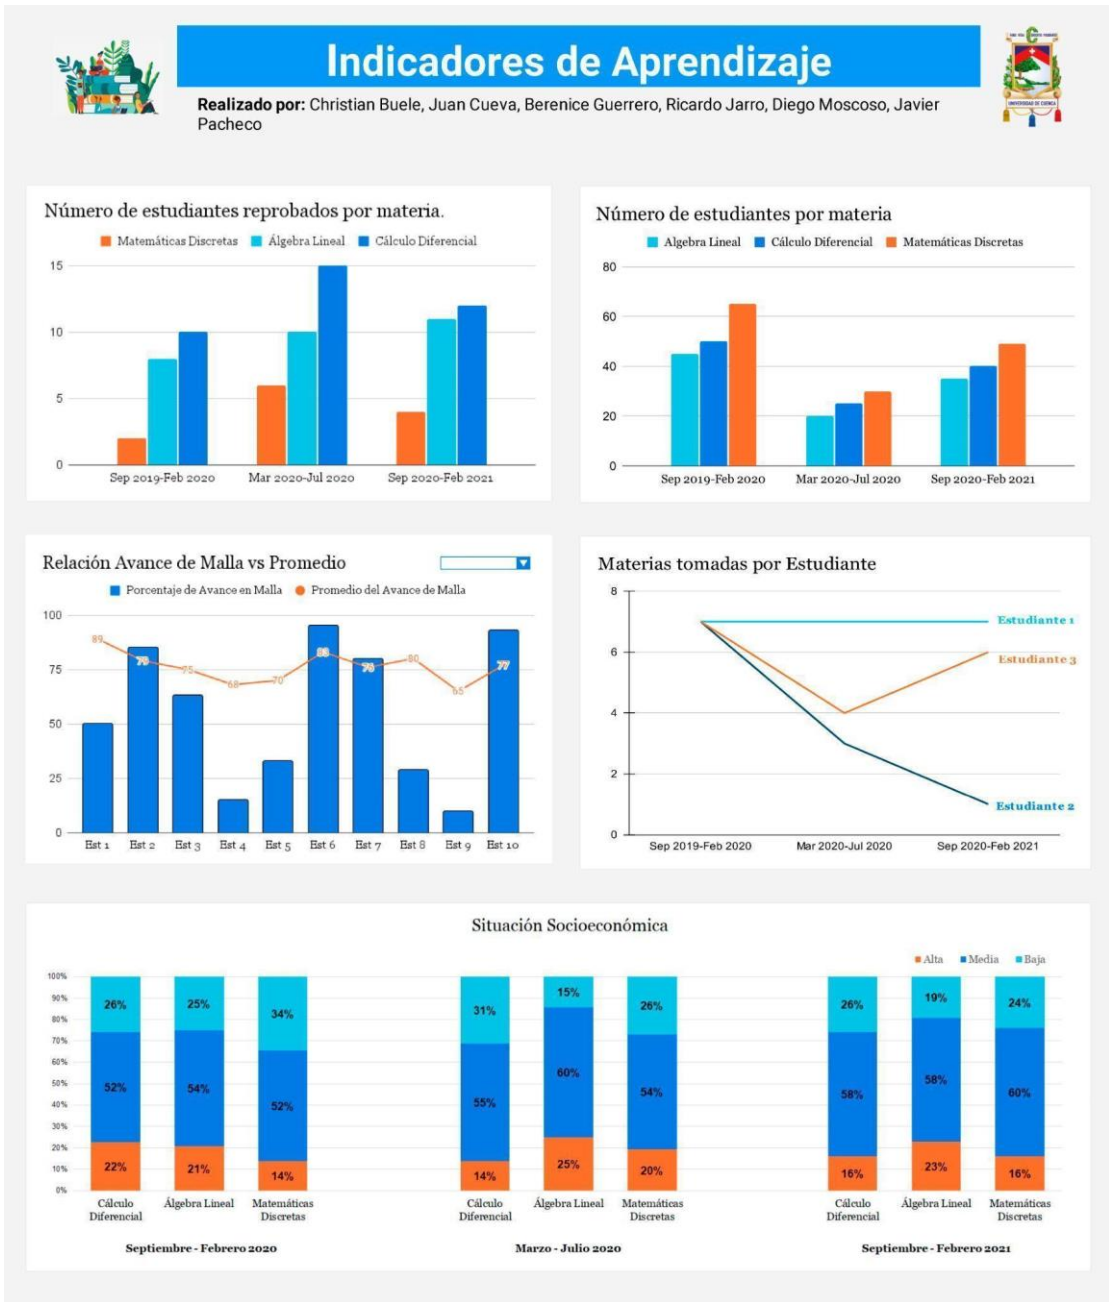 Indicadores de Aprendizaje
Realizado por: Christian Buele, Juan Cueva, Berenice Guerrero, Ricardo Jarro, Diego Moscoso, Javier
Pacheco
UNIVERSIDAD DE CUENCA
Número de estudiantes reprobados por materia.
Matemáticas Discretas Álgebra Lineal Cálculo Diferencial
15
10
5
0
Sep 2019-Feb 2020 Mar 2020-Jul 2020 Sep 2020-Feb 2021
Número de estudiantes por materia
Algebra Lineal Cálculo Diferencial Matemáticas Discretas
80
60
40
20
0
Sep 2019-Feb 2020 Mar 2020-Jul 2020 Sep 2020-Feb 2021
Relación Avance de Malla vs Promedio
Porcentaje de Avance en Malla Promedio del Avance de Malla
100
75
50
25
0
89 79 75 68 70 83 76 80 65 77
Est 1 Est 2 Est 3 Est 4 Est 5 Est 6 Est 7 Est 8 Est 9 Est 10
Materias tomadas por Estudiante
8
6
4
2
0
Estudiante 1
Estudiante 3
Estudiante 2
Sep 2019-Feb 2020 Mar 2020-Jul 2020 Sep 2020-Feb 2021
Situación Socioeconómica
Alta Media Baja
100%
90%
80%
70%
60%
50%
40%
30%
20%
10%
0%
26% 25% 34% 31% 15% 26% 26% 19% 24%
52% 54% 52% 55% 60% 54% 58% 58% 60%
22% 21% 14% 14% 25% 20% 16% 23% 16%
Cálculo Álgebra Lineal Matemáticas Cálculo Álgebra Lineal Matemáticas Cálculo Álgebra Lineal Matemáticas
Diferencial Discretas Diferencial Discretas Diferencial Discretas
Septiembre - Febrero 2020 Marzo - Julio 2020 Septiembre - Febrero 2021